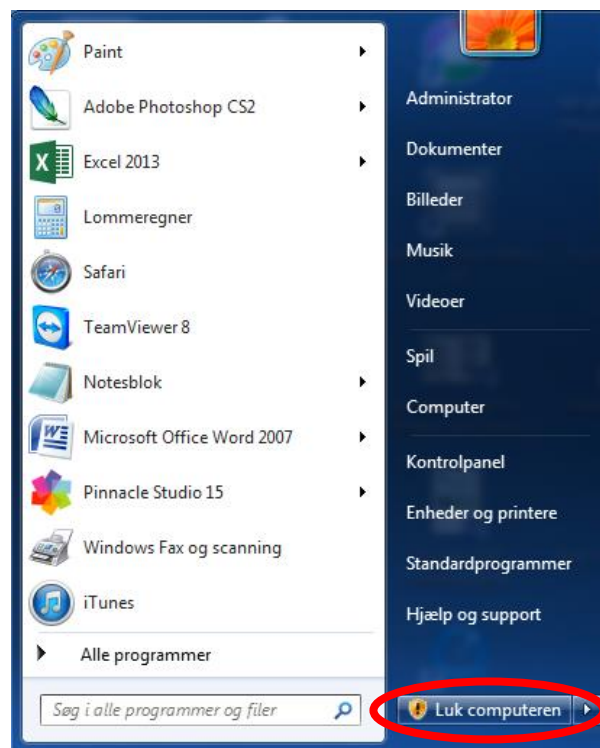 Paint
Adobe Photoshop CS2
Excel 2013
Lommeregner
Safari
TeamViewer 8
Notesblok
Microsoft Office Word 2007
Pinnacle Studio 15
Windows Fax og scanning
iTunes
Alle programmer
Søg i alle programmer og filer
Administrator
Dokumenter
Billeder
Musik
Videoer
Spil
Computer
Kontrolpanel
Enheder og printere
Standardprogrammer
Hjælp og support
Luk computeren